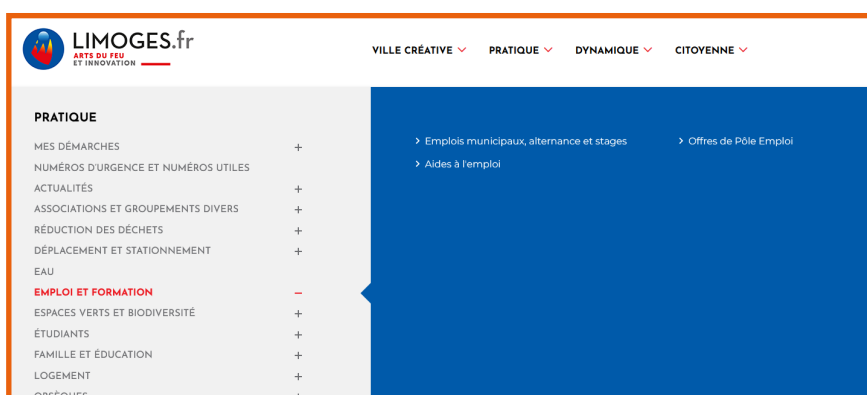 LIMOGES.fr
ARTS DU FEU
ET INNOVATION
VILLE CRÉATIVE
PRATIQUE
DYNAMIQUE
CITOYENNE
PRATIQUE
MES DÉMARCHES +
NUMÉROS D'URGENCE ET NUMÉROS UTILES
ACTUALITÉS +
ASSOCIATIONS ET GROUPEMENTS DIVERS +
RÉDUCTION DES DÉCHETS +
DÉPLACEMENT ET STATIONNEMENT +
EAU
EMPLOI ET FORMATION –
ESPACES VERTS ET BIODIVERSITÉ +
ÉTUDIANTS +
FAMILLE ET ÉDUCATION +
LOGEMENT +
OBSÈQUES
> Emplois municipaux, alternance et stages
> Aides à l'emploi
> Offres de Pôle Emploi